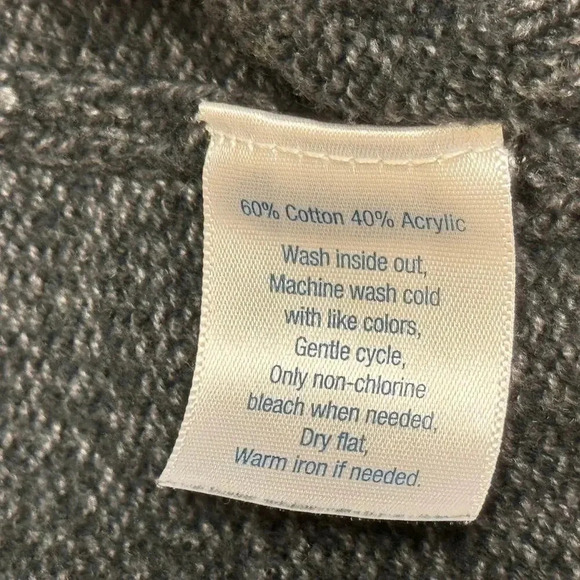 60% Cotton 40% Acrylic
Wash inside out,
Machine wash cold
with like colors,
Gentle cycle,
Only non-chlorine
bleach when needed,
Dry flat,
Warm iron if needed.